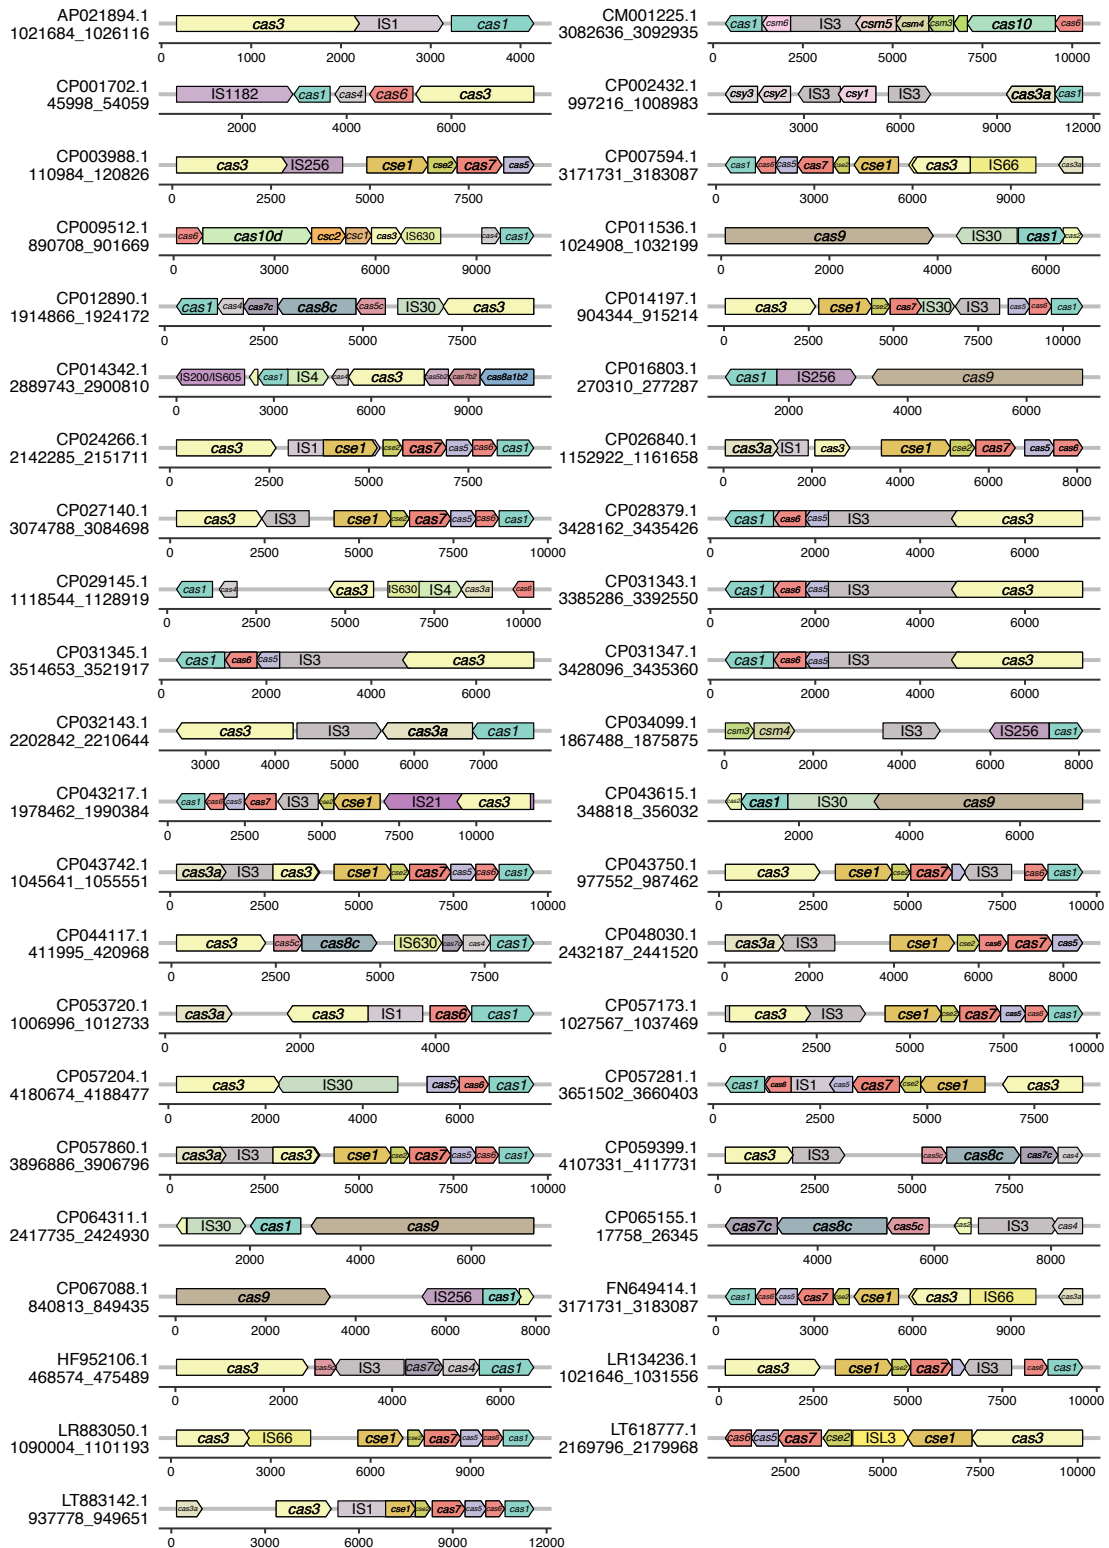 AP021894.1
1021684_1026116
cas3 IS1 cas1
0 1000 2000 3000 4000
CM001225.1
3082636_3092935
cas1 csm6 IS3 csm5 csm4 csm3 cas10 cas6
0 2500 5000 7500 10000
CP001702.1
45998_54059
IS1182 cas1 cas4 cas6 cas3
2000 4000 6000
CP002432.1
997216_1008983
csy3 csy2 IS3 csy1 IS3 cas3a cas1
3000 6000 9000 12000
CP003988.1
110984_120826
cas3 IS256 cse1 cse2 cas7 cas5
0 2500 5000 7500
CP007594.1
3171731_3183087
cas1 cas6 cas5 cas7 cse2 cse1 cas3 IS66 cas3a
0 3000 6000 9000
CP009512.1
890708_901669
cas6 cas10d csc2 csc1 cas3 IS630 cas4 cas1
0 3000 6000 9000
CP011536.1
1024908_1032199
cas9 IS30 cas1 cas2
0 2000 4000 6000
CP012890.1
1914866_1924172
cas1 cas4 cas7c cas8c cas5c IS30 cas3
0 2500 5000 7500
CP014197.1
904344_915214
cas3 cse1 cse2 cas7 IS30 IS3 cas5 cas6 cas1
0 2500 5000 7500 10000
CP014342.1
2889743_2900810
IS200/IS605 cas1 IS4 cas4 cas3 cas5b2 cas7b2 cas8a1b2
0 3000 6000 9000
CP016803.1
270310_277287
cas1 IS256 cas9
2000 4000 6000
CP024266.1
2142285_2151711
cas3 IS1 cse1 cse2 cas7 cas5 cas6 cas1
0 2500 5000 7500
CP026840.1
1152922_1161658
cas3a IS1 cas3 cse1 cse2 cas7 cas5 cas6
0 2000 4000 6000 8000
CP027140.1
3074788_3084698
cas3 IS3 cse1 cse2 cas7 cas5 cas6 cas1
0 2500 5000 7500 10000
CP028379.1
3428162_3435426
cas1 cas6 cas5 IS3 cas3
0 2000 4000 6000
CP029145.1
1118544_1128919
cas1 cas4 cas3 IS630 IS4 cas3a cas6
0 2500 5000 7500 10000
CP031343.1
3385286_3392550
cas1 cas6 cas5 IS3 cas3
0 2000 4000 6000
CP031345.1
3514653_3521917
cas1 cas6 cas5 IS3 cas3
0 2000 4000 6000
CP031347.1
3428096_3435360
cas1 cas6 cas5 IS3 cas3
0 2000 4000 6000
CP032143.1
2202842_2210644
cas3 IS3 cas3a cas1
3000 4000 5000 6000 7000
CP034099.1
1867488_1875875
csm3 csm4 IS3 IS256 cas1
0 2000 4000 6000 8000
CP043217.1
1978462_1990384
cas1 cas6 cas5 cas7 IS3 cse2 cse1 IS21 cas3
0 2500 5000 7500 10000
CP043615.1
348818_356032
cas2 cas1 IS30 cas9
2000 4000 6000
CP043742.1
1045641_1055551
cas3a IS3 cas3 cse1 cse2 cas7 cas5 cas6 cas1
0 2500 5000 7500 10000
CP043750.1
977552_987462
cas3 cse1 cse2 cas7 IS3 cas6 cas1
0 2500 5000 7500 10000
CP044117.1
411995_420968
cas3 cas5c cas8c IS630 cas7c cas4 cas1
0 2500 5000 7500
CP048030.1
2432187_2441520
cas3a IS3 cse1 cse2 cas6 cas7 cas5
0 2000 4000 6000 8000
CP053720.1
1006996_1012733
cas3a cas3 IS1 cas6 cas1
0 2000 4000
CP057173.1
1027567_1037469
cas3 IS3 cse1 cse2 cas7 cas5 cas6 cas1
0 2500 5000 7500 10000
CP057204.1
4180674_4188477
cas3 IS30 cas5 cas6 cas1
0 2000 4000 6000
CP057281.1
3651502_3660403
cas1 cas6 IS1 cas5 cas7 cse2 cse1 cas3
0 2500 5000 7500
CP057860.1
3896886_3906796
cas3a IS3 cas3 cse1 cse2 cas7 cas5 cas6 cas1
0 2500 5000 7500 10000
CP059399.1
4107331_4117731
cas3 IS3 cas5c cas8c cas7c cas4
0 2500 5000 7500
CP064311.1
2417735_2424930
IS30 cas1 cas9
2000 4000 6000
CP065155.1
17758_26345
cas7c cas8c cas5c cas2 IS3 cas4
4000 6000 8000
CP067088.1
840813_849435
cas9 IS256 cas1
0 2000 4000 6000 8000
FN649414.1
3171731_3183087
cas1 cas6 cas5 cas7 cse2 cse1 cas3 IS66 cas3a
0 3000 6000 9000
HF952106.1
468574_475489
cas3 cas5c IS3 cas7c cas4 cas1
0 2000 4000 6000
LR134236.1
1021646_1031556
cas3 cse1 cse2 cas7 IS3 cas6 cas1
0 2500 5000 7500 10000
LR883050.1
1090004_1101193
cas3 IS66 cse1 cse2 cas7 cas5 cas6 cas1
0 3000 6000 9000
LT618777.1
2169796_2179968
cas6 cas5 cas7 cse2 ISL3 cse1 cas3
2500 5000 7500 10000
LT883142.1
937778_949651
cas3a cas3 IS1 cse1 cse2 cas7 cas5 cas6 cas1
0 3000 6000 9000 12000